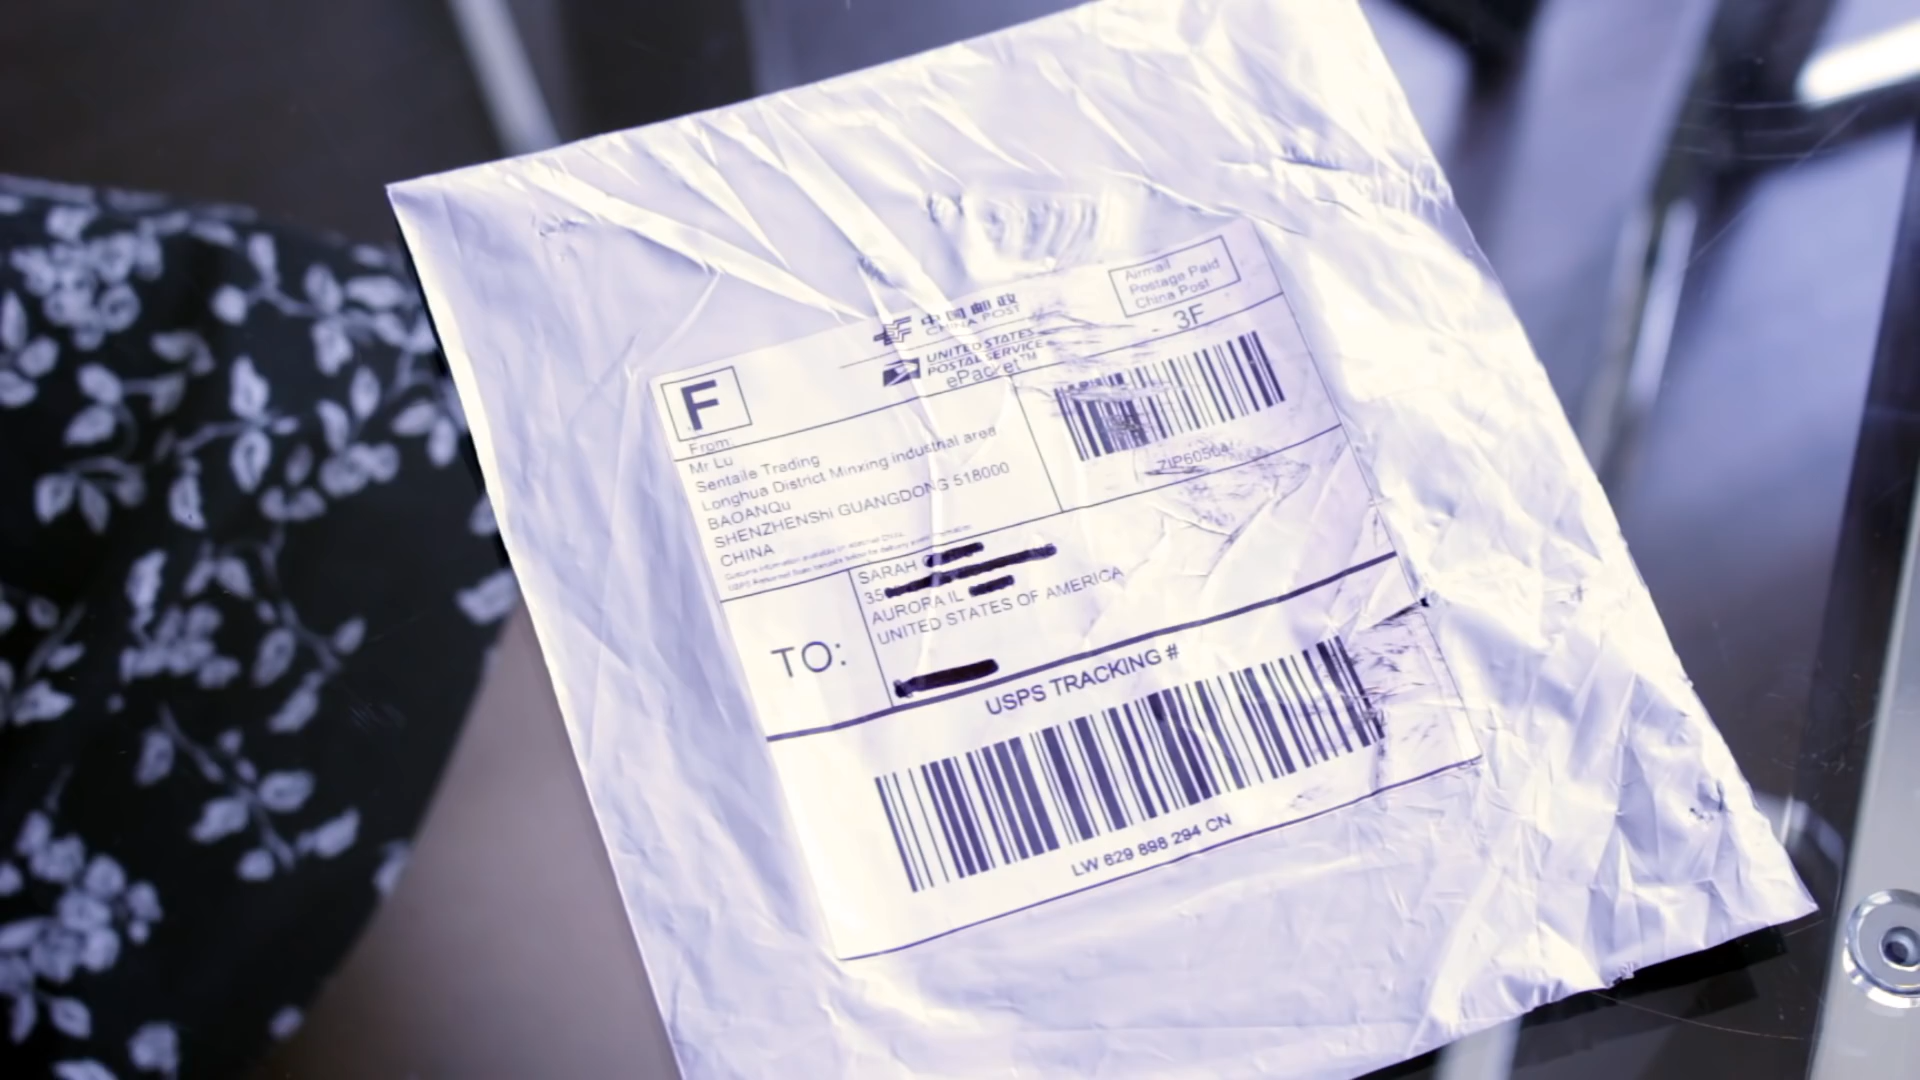 中国邮政
CHINA POST
Airmail
Postage Paid
China Post
UNITED STATES
POSTAL SERVICE
ePacket™
3F
F
From:
Mr Lu
Sentaile Trading
Longhua District Minxing industrial area
BAOANQu
SHENZHENShi GUANGDONG 518000
CHINA
ZIP60504
SARAH
35
AURORA IL
UNITED STATES OF AMERICA
TO:
USPS TRACKING #
LW 629 898 294 CN